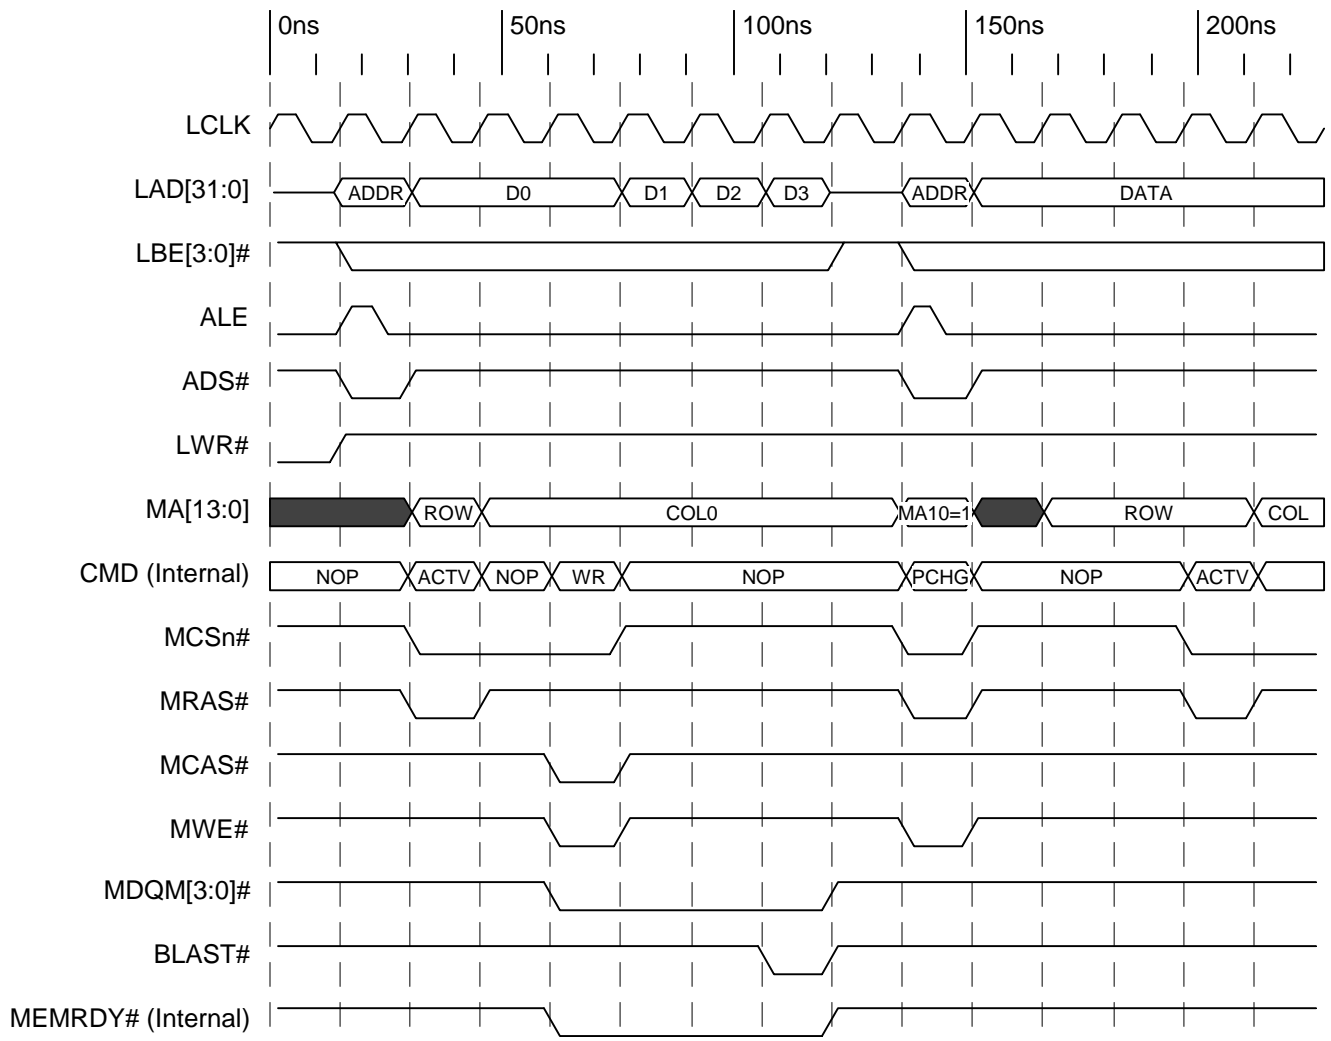 0ns 50ns 100ns 150ns 200ns
LCLK
LAD[31:0] ADDR D0 D1 D2 D3 ADDR DATA
LBE[3:0]#
ALE
ADS#
LWR#
MA[13:0] ROW COL0 MA10=1 ROW COL
CMD (Internal) NOP ACTV NOP WR NOP PCHG NOP ACTV
MCSn#
MRAS#
MCAS#
MWE#
MDQM[3:0]#
BLAST#
MEMRDY# (Internal)